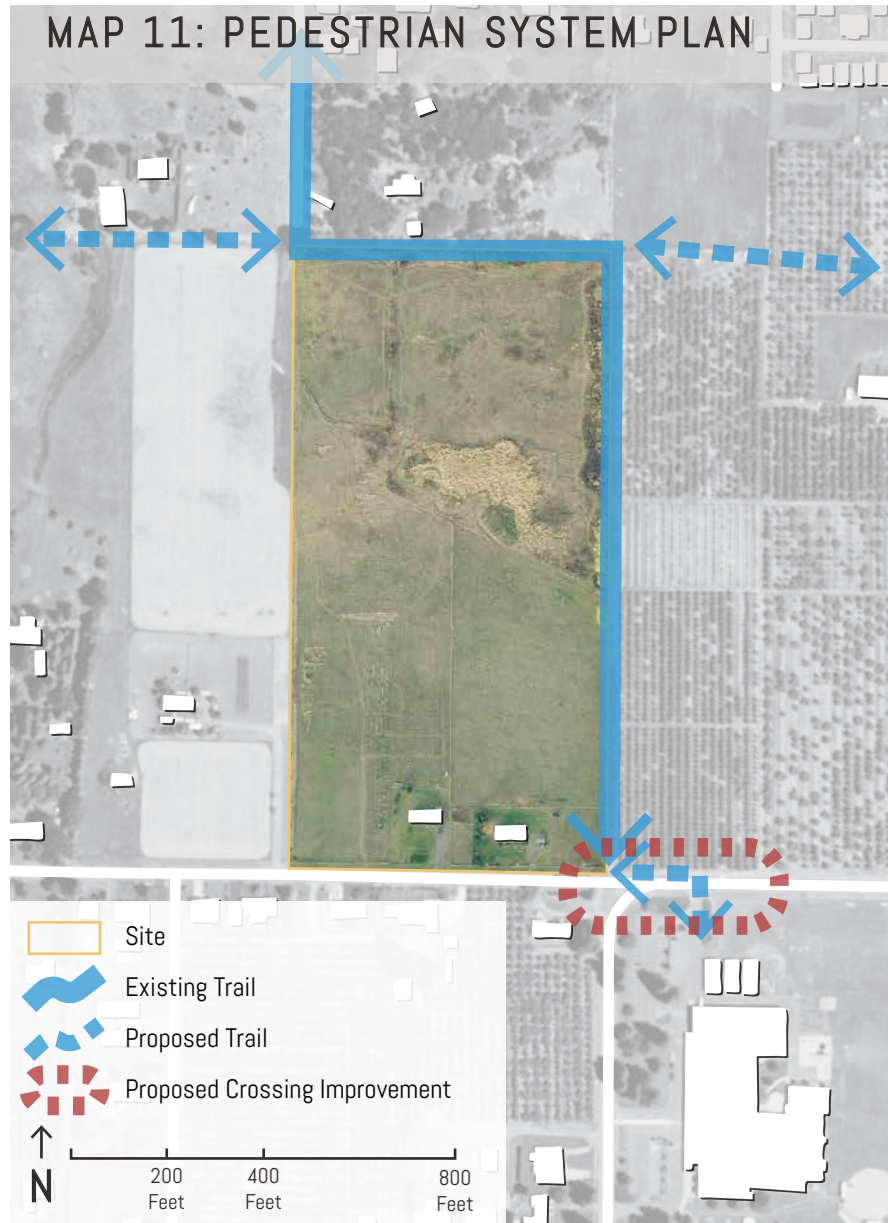 MAP 11: PEDESTRIAN SYSTEM PLAN
Site
Existing Trail
Proposed Trail
Proposed Crossing Improvement
N
200 400 800
Feet Feet Feet